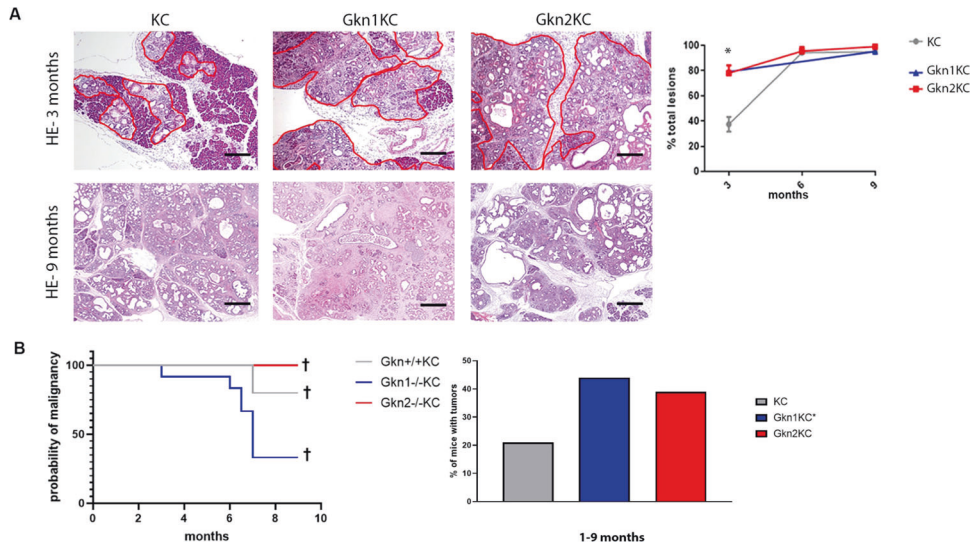 A
KC
Gkn1KC
Gkn2KC
HE- 3 months
HE- 9 months
% total lesions
100
80
60
40
20
0
*
3
6
9
months
KC
Gkn1KC
Gkn2KC
B
probability of malignancy
100
50
0
0
2
4
6
8
10
months
†
†
†
Gkn+/+KC
Gkn1-/-KC
Gkn2-/-KC
% of mice with tumors
50
40
30
20
10
0
1-9 months
KC
Gkn1KC*
Gkn2KC